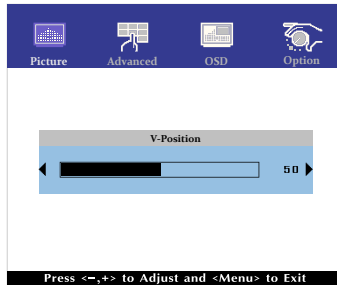 Picture Advanced OSD Option
V-Position
50
Press <−,+> to Adjust and <Menu> to Exit